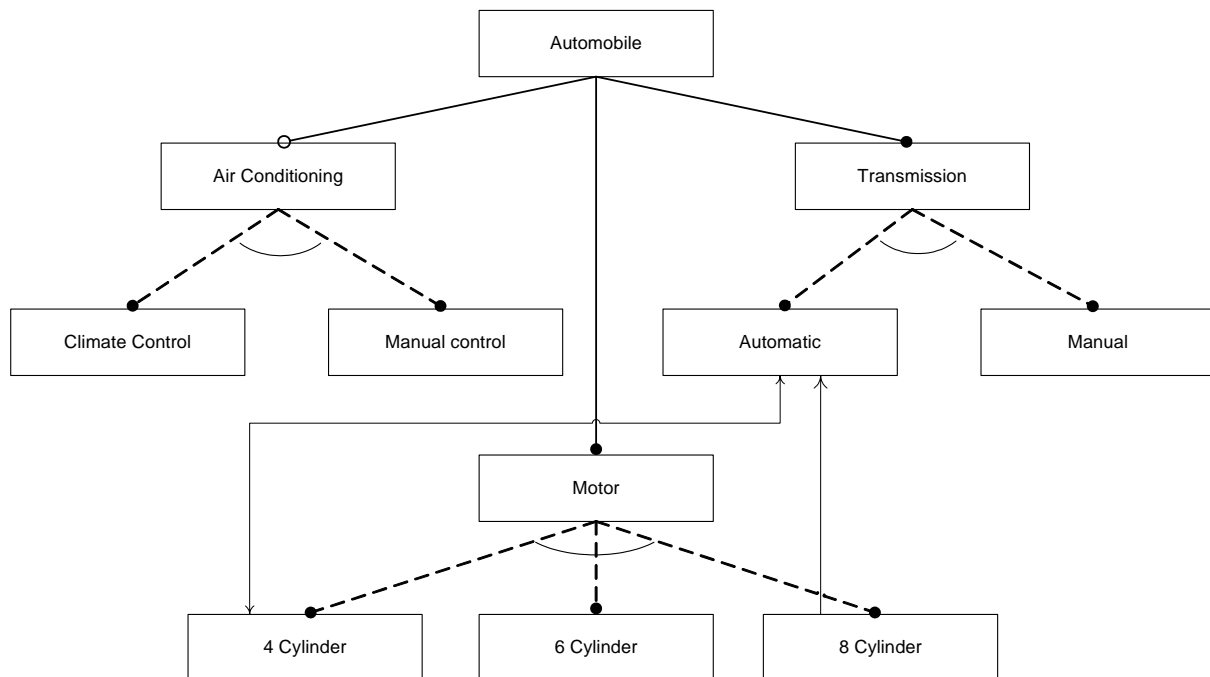 Automobile
Air Conditioning
Transmission
Climate Control
Manual control
Automatic
Manual
Motor
4 Cylinder
6 Cylinder
8 Cylinder